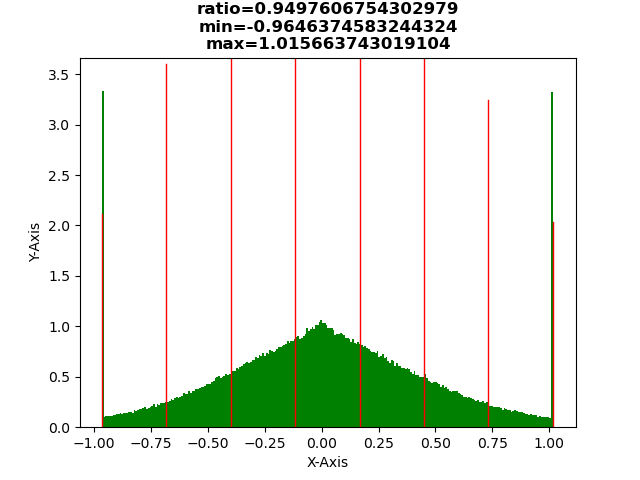 ratio=0.9497606754302979
min=-0.9646374583244324
max=1.015663743019104
3.5
3.0
2.5
2.0
1.5
1.0
0.5
0.0
Y-Axis
−1.00 −0.75 −0.50 −0.25 0.00 0.25 0.50 0.75 1.00
X-Axis